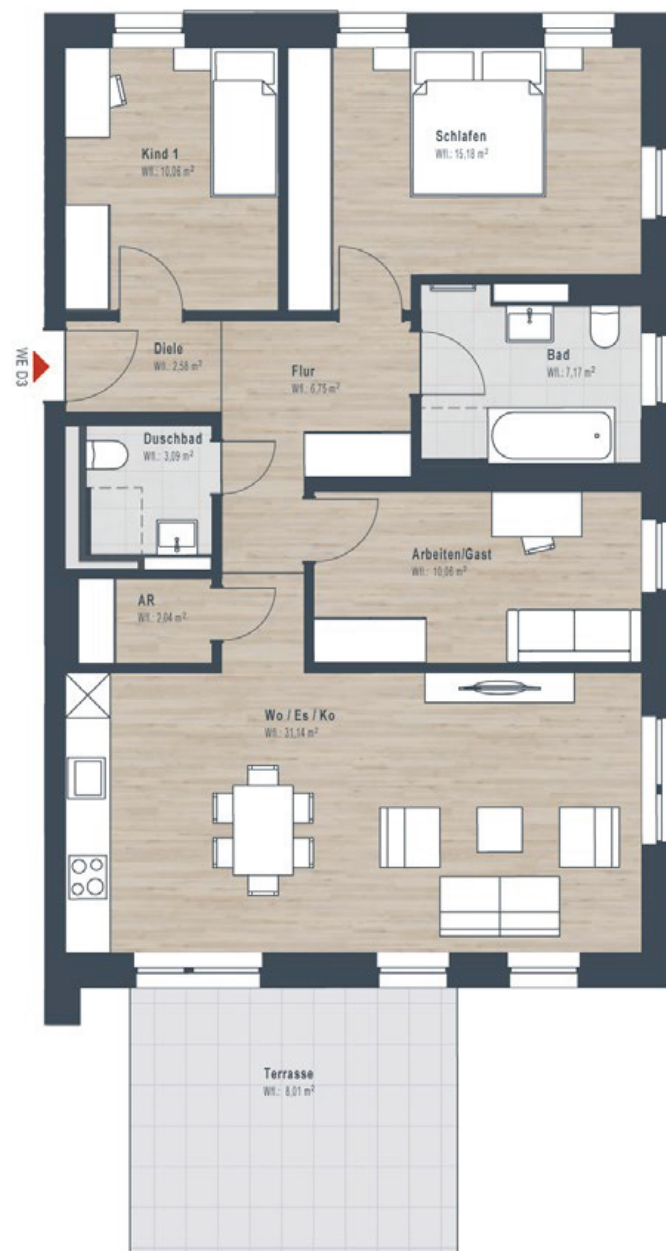 Kind 1
Wfl.: 10,06 m²
Schlafen
Wfl.: 15,18 m²
WE D3
Diele
Wfl.: 2,58 m²
Flur
Wfl.: 6,75 m²
Bad
Wfl.: 7,17 m²
Duschbad
Wfl.: 3,09 m²
Arbeiten/Gast
Wfl.: 10,06 m²
AR
Wfl.: 2,04 m²
Wo / Es / Ko
Wfl.: 31,14 m²
Terrasse
Wfl.: 8,01 m²